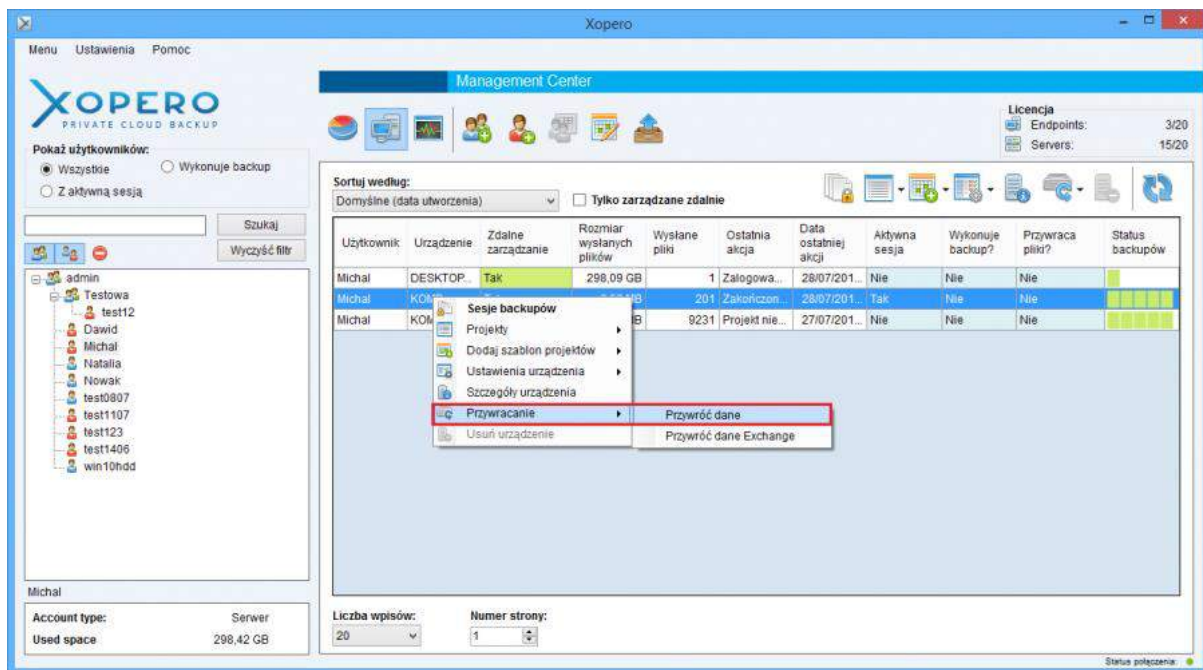 Xopero
Menu Ustawienia Pomoc
XOPERO
PRIVATE CLOUD BACKUP
Pokaż użytkowników:
Wszystkie Wykonuje backup
Z aktywną sesją
Szukaj
Wyczyść filtr
admin
Testowa
test12
Dawid
Michal
Natalia
Nowak
test0807
test1107
test123
test1406
win10hdd
Michal
Account type: Serwer
Used space 298,42 GB
Management Center
Licencja
Endpoints: 3/20
Servers: 15/20
Sortuj według:
Domyślne (data utworzenia) Tylko zarządzane zdalnie
Użytkownik Urządzenie Zdalne zarządzanie Rozmiar wysłanych plików Wysłane pliki Ostatnia akcja Data ostatniej akcji Aktywna sesja Wykonuje backup? Przywraca pliki? Status backupów
Michal DESKTOP... Tak 298,09 GB 1 Zalogowa... 28/07/201... Nie Nie Nie
Michal 201 Zakończon... 28/07/201... Tak Nie Nie
Michal 9231 Projekt nie... 27/07/201... Nie Nie Nie
Sesje backupów
Projekty
Dodaj szablon projektów
Ustawienia urządzenia
Szczegóły urządzenia
Przywracanie Przywróć dane
Usuń urządzenie Przywróć dane Exchange
Liczba wpisów: Numer strony:
20 1
Status połączenia: